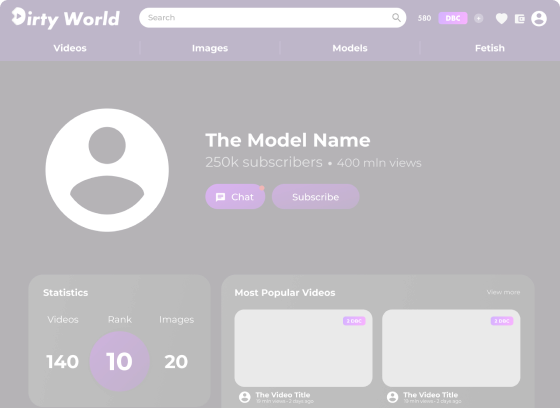 Dirty World
Search
580
DBC
Videos
Images
Models
Fetish
The Model Name
250k subscribers • 400 mln views
Chat
Subscribe
Statistics
Videos
Rank
Images
140
10
20
Most Popular Videos
View more
3 DBC
3 DBC
The Video Title
The Video Title